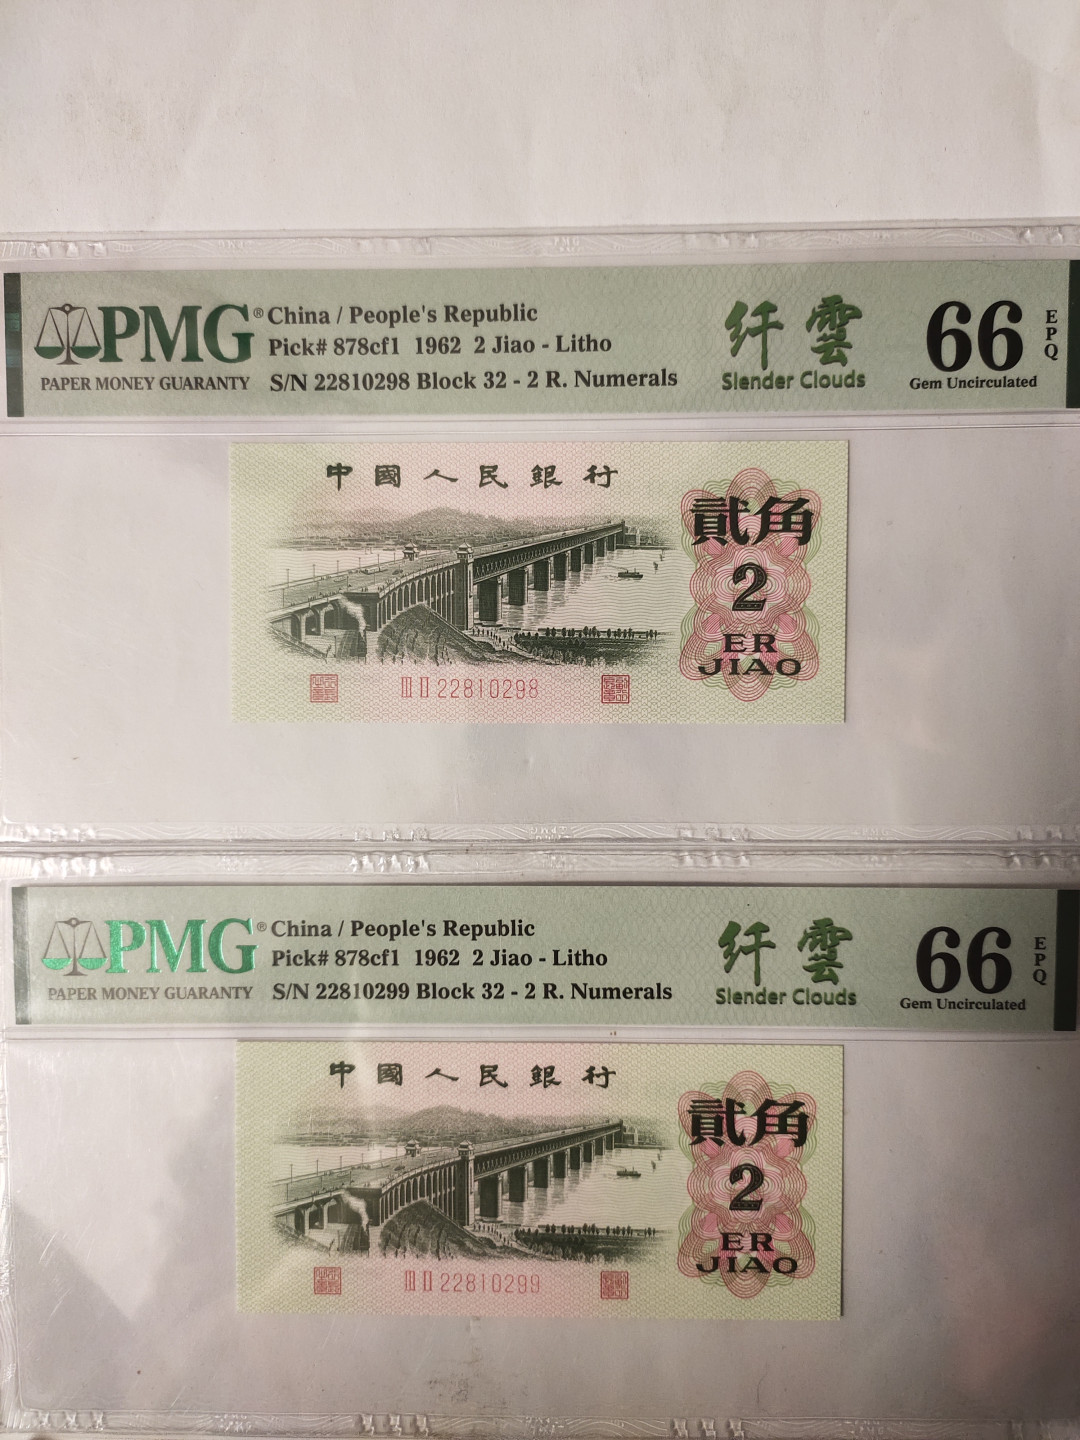 PMG®
PAPER MONEY GUARANTY
China / People's Republic
Pick# 878cf1 1962 2 Jiao - Litho
S/N 22810298 Block 32 - 2 R. Numerals
纤雲
Slender Clouds
66 EPQ
Gem Uncirculated
中國人民銀行
貳角
2
ER
JIAO
III II 22810298
PMG®
PAPER MONEY GUARANTY
China / People's Republic
Pick# 878cf1 1962 2 Jiao - Litho
S/N 22810299 Block 32 - 2 R. Numerals
纤雲
Slender Clouds
66 EPQ
Gem Uncirculated
中國人民銀行
貳角
2
ER
JIAO
III II 22810299